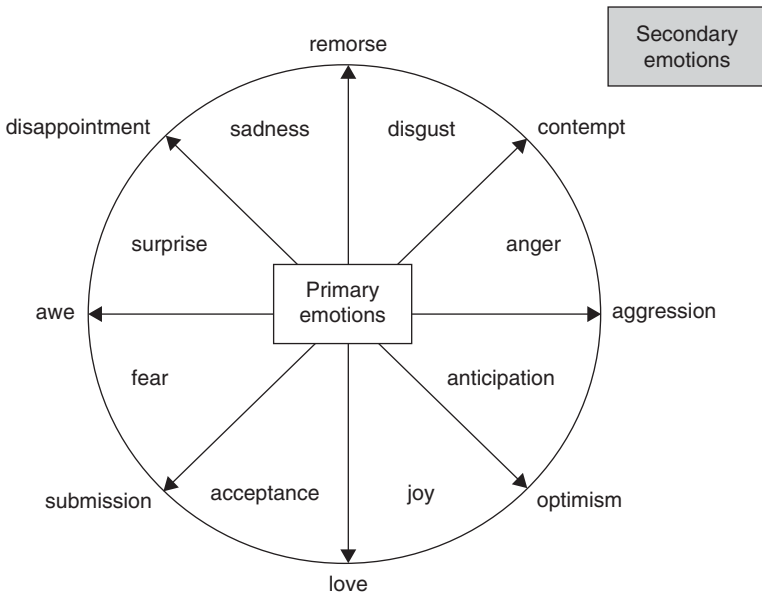 Secondary
emotions
remorse
disappointment
sadness
disgust
contempt
surprise
anger
Primary
emotions
awe
aggression
fear
anticipation
submission
acceptance
joy
optimism
love